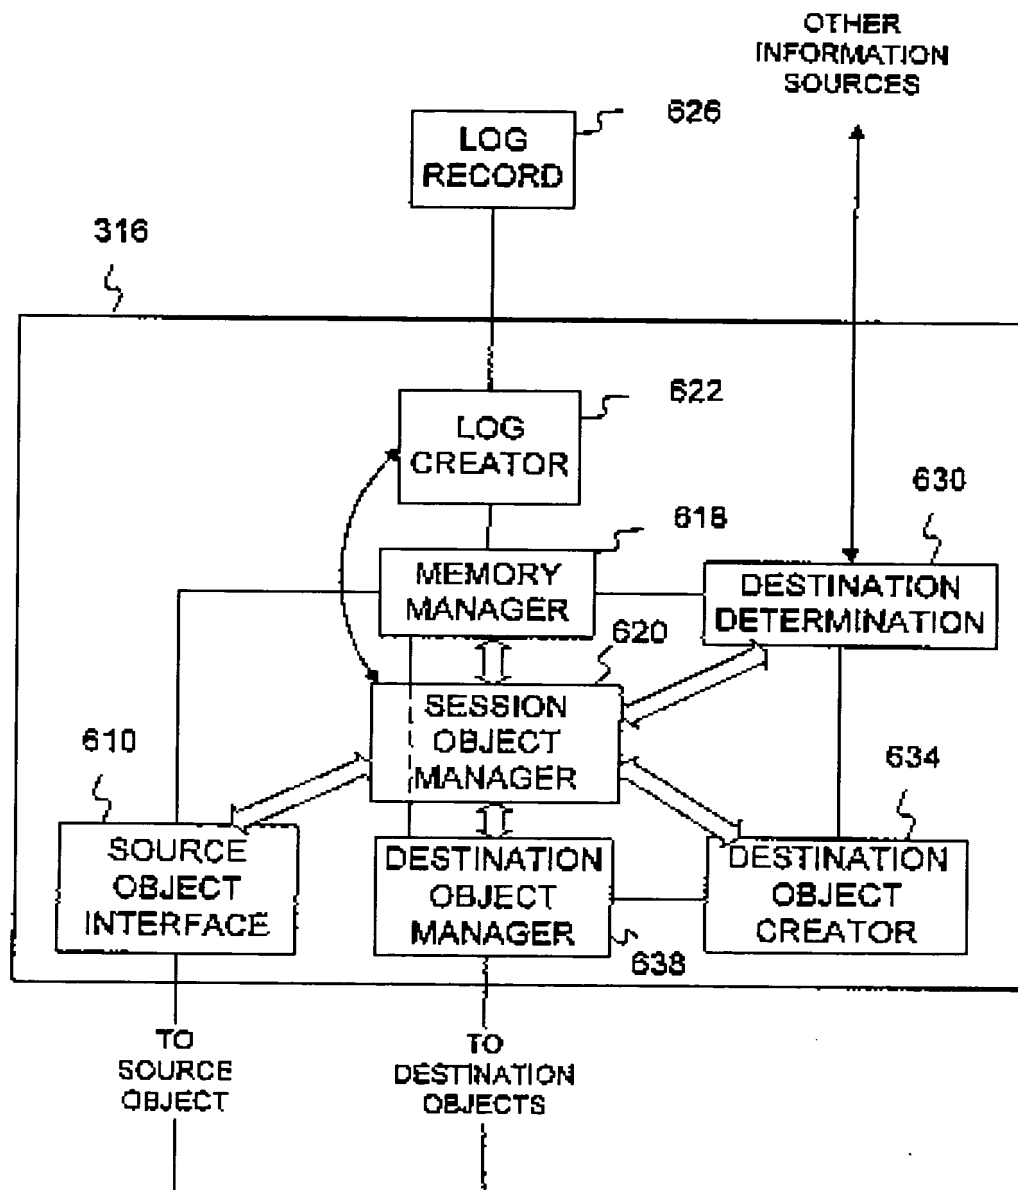 OTHER
INFORMATION
SOURCES
626
LOG
RECORD
316
622
LOG
CREATOR
630
618
MEMORY
MANAGER
DESTINATION
DETERMINATION
620
SESSION
OBJECT
MANAGER
610
634
SOURCE
OBJECT
INTERFACE
DESTINATION
OBJECT
MANAGER
DESTINATION
OBJECT
CREATOR
638
TO
SOURCE
OBJECT
TO
DESTINATION
OBJECTS